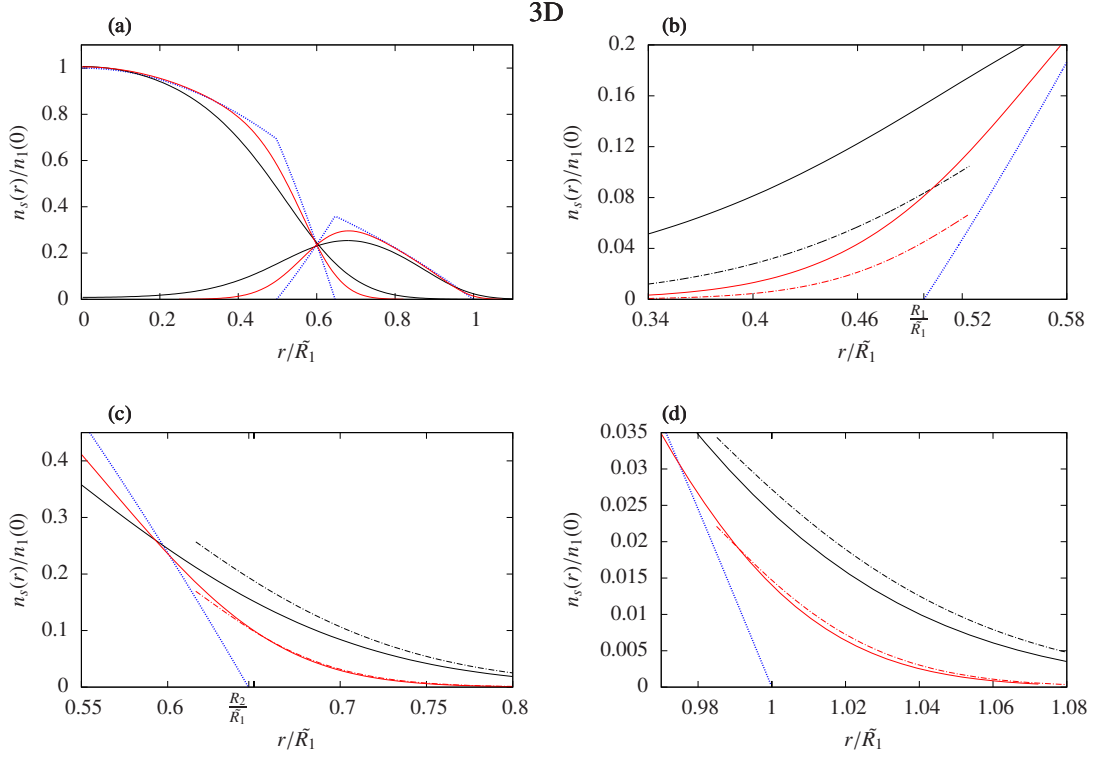 3D
(a)
n_s(r)/n_1(0)
1
0.8
0.6
0.4
0.2
0
0 0.2 0.4 0.6 0.8 1
r/R̃_1
(b)
n_s(r)/n_1(0)
0.2
0.16
0.12
0.08
0.04
0
0.34 0.4 0.46 R_1/R̃_1 0.52 0.58
r/R̃_1
(c)
n_s(r)/n_1(0)
0.4
0.3
0.2
0.1
0
0.55 0.6 R_2/R̃_1 0.7 0.75 0.8
r/R̃_1
(d)
n_s(r)/n_1(0)
0.035
0.03
0.025
0.02
0.015
0.01
0.005
0
0.98 1 1.02 1.04 1.06 1.08
r/R̃_1